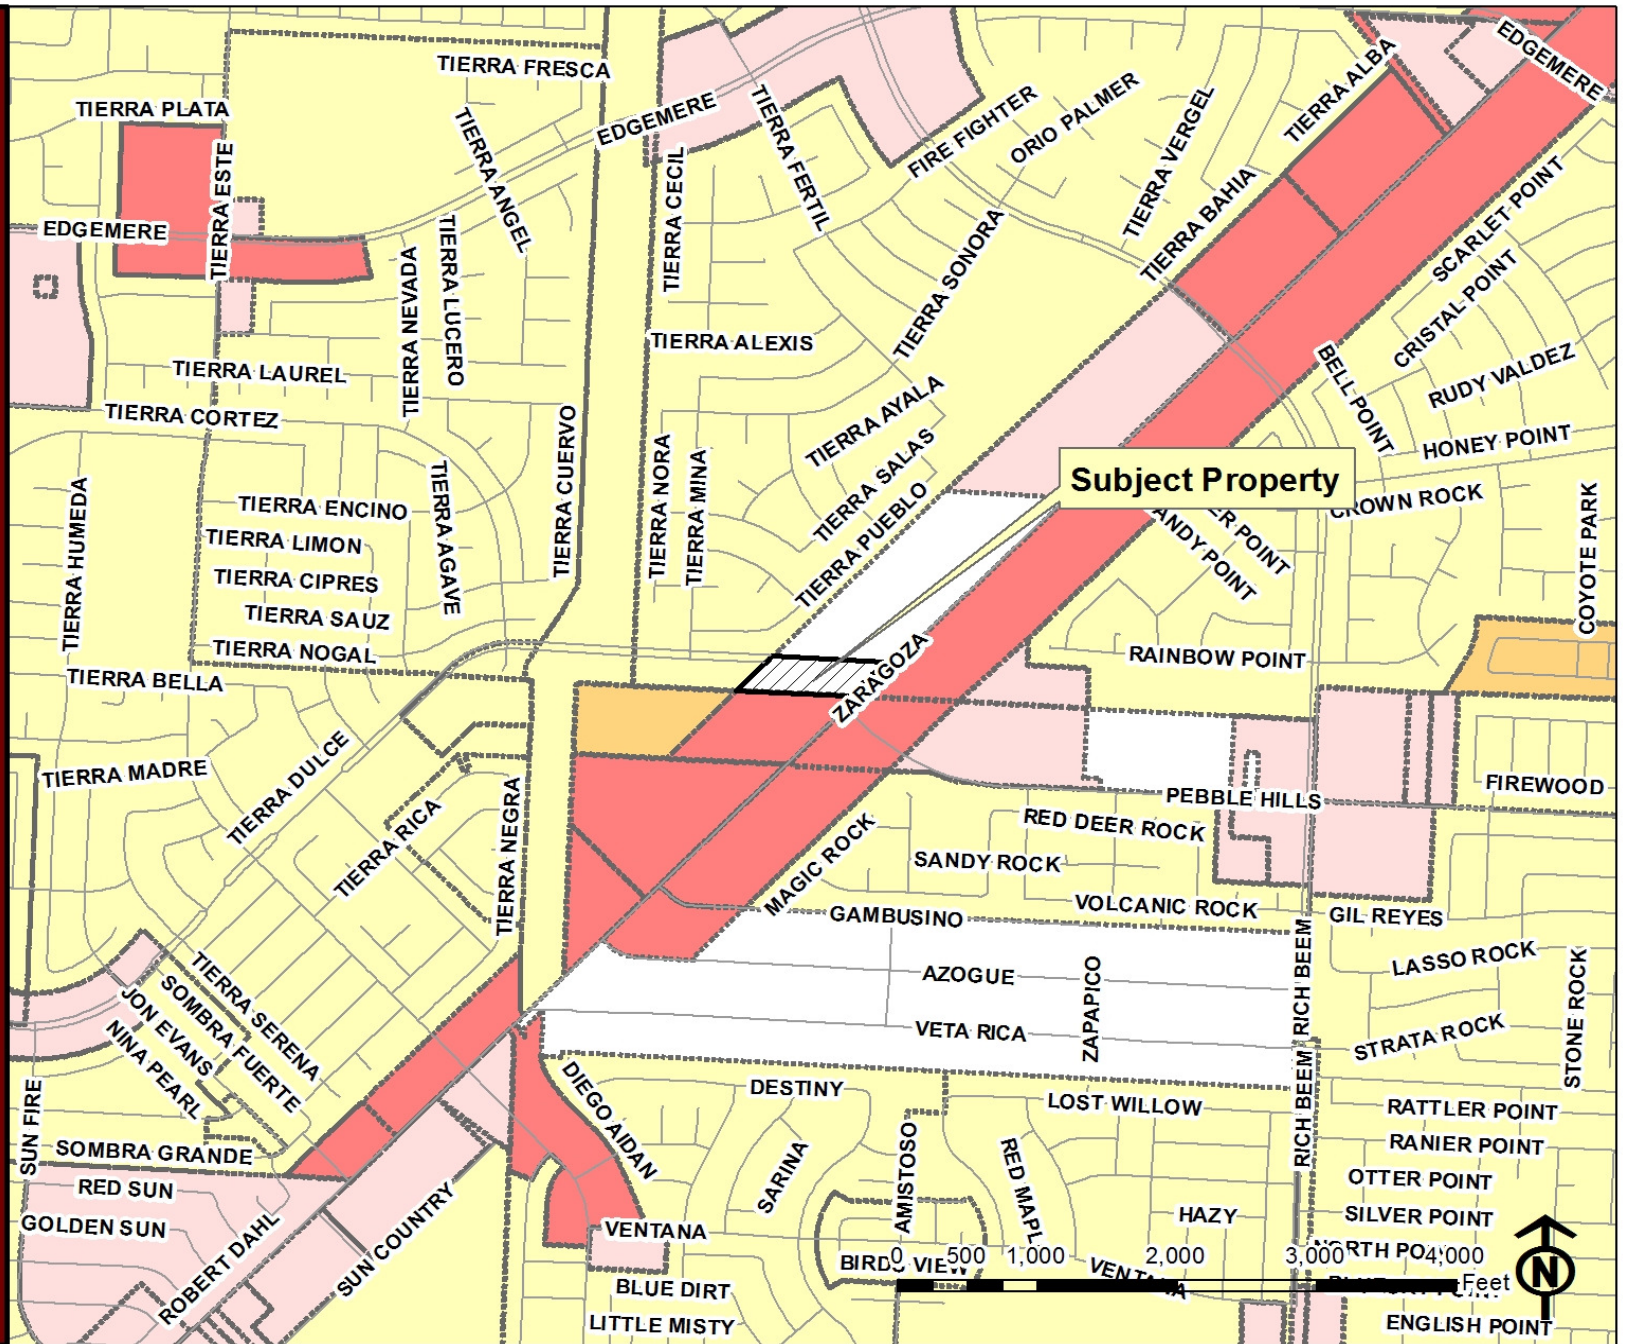 EDGEMERE
TIERRA FRESCA
TIERRA ALBA
TIERRA PLATA
EDGEMERE
TIERRA ANGEL
TIERRA FERTIL
FIRE FIGHTER
ORIO PALMER
TIERRA VERGEL
TIERRA ESTE
TIERRA CECIL
TIERRA BAHIA
SCARLET POINT
EDGEMERE
TIERRA NEVADA
TIERRA LUCERO
TIERRA SONORA
CRISTAL POINT
TIERRA ALEXIS
BELL POINT
RUDY VALDEZ
TIERRA LAUREL
TIERRA CORTEZ
TIERRA AYALA
HONEY POINT
TIERRA CUERVO
TIERRA NORA
TIERRA MINA
TIERRA SALAS
Subject Property
TIERRA HUMEDA
TIERRA ENCINO
TIERRA AGAVE
TIERRA PUEBLO
ER POINT
ANDY POINT
CROWN ROCK
COYOTE PARK
TIERRA LIMON
TIERRA CIPRES
TIERRA SAUZ
TIERRA NOGAL
ZARAGOZA
RAINBOW POINT
TIERRA BELLA
TIERRA MADRE
TIERRA DULCE
TIERRA RICA
TIERRA NEGRA
PEBBLE HILLS
FIREWOOD
RED DEER ROCK
MAGIC ROCK
SANDY ROCK
VOLCANIC ROCK
GAMBUSINO
GIL REYES
RICH BEEM
LASSO ROCK
AZOGUE
ZAPAPICO
VETA RICA
STRATA ROCK
STONE ROCK
TIERRA SERENA
SOMBRA FUERTE
JON EVANS
NINA PEARL
SUN FIRE
DIEGO AIDAN
DESTINY
RICH BEEM
LOST WILLOW
RATTLER POINT
RANIER POINT
SOMBRA GRANDE
RED SUN
GOLDEN SUN
SARINA
AMISTOSO
RED MAPL
OTTER POINT
HAZY
SILVER POINT
ROBERT DAHL
SUN COUNTRY
VENTANA
BIRDS VIEW
NORTH PO
0 500 1,000 2,000 3,000 4,000
Feet
N
BLUE DIRT
LITTLE MISTY
ENGLISH POINT